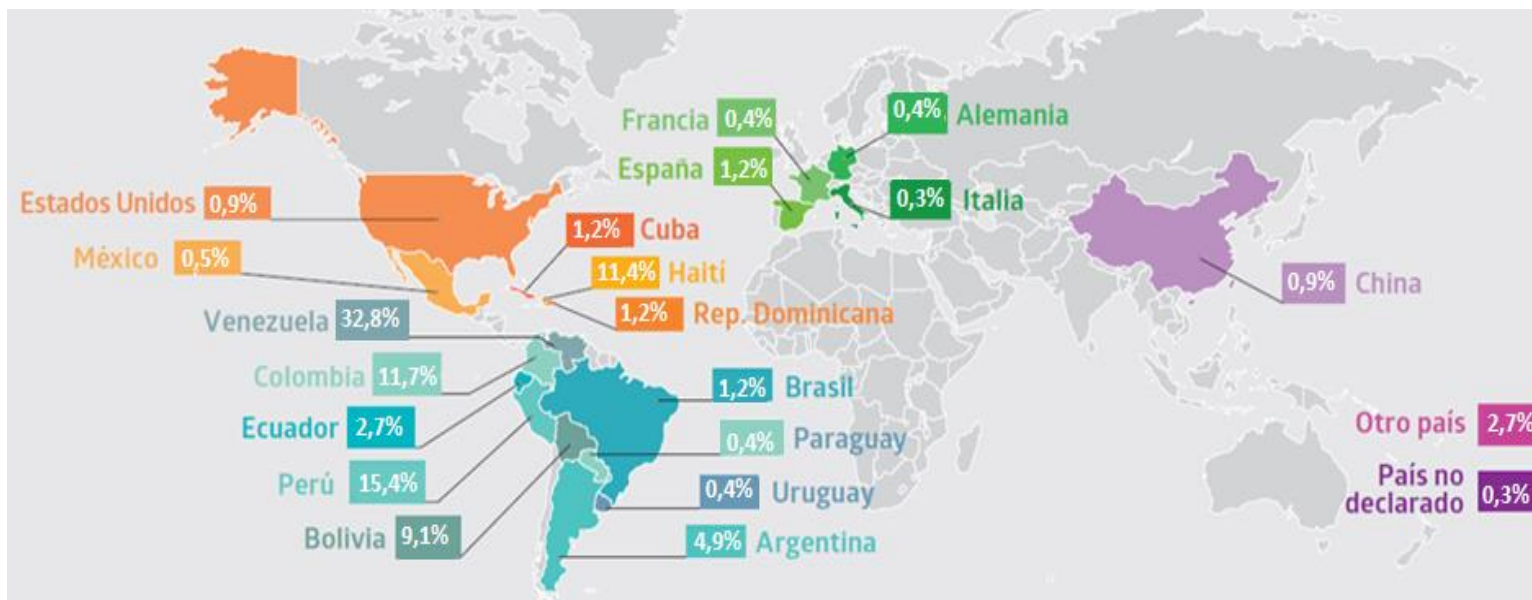 Francia 0,4%
0,4% Alemania
España 1,2%
0,3% Italia
Estados Unidos 0,9%
México 0,5%
1,2% Cuba
11,4% Haití
1,2% Rep. Dominicana
0,9% China
Venezuela 32,8%
Colombia 11,7%
Ecuador 2,7%
Perú 15,4%
Bolivia 9,1%
1,2% Brasil
0,4% Paraguay
0,4% Uruguay
4,9% Argentina
Otro país 2,7%
País no
declarado 0,3%